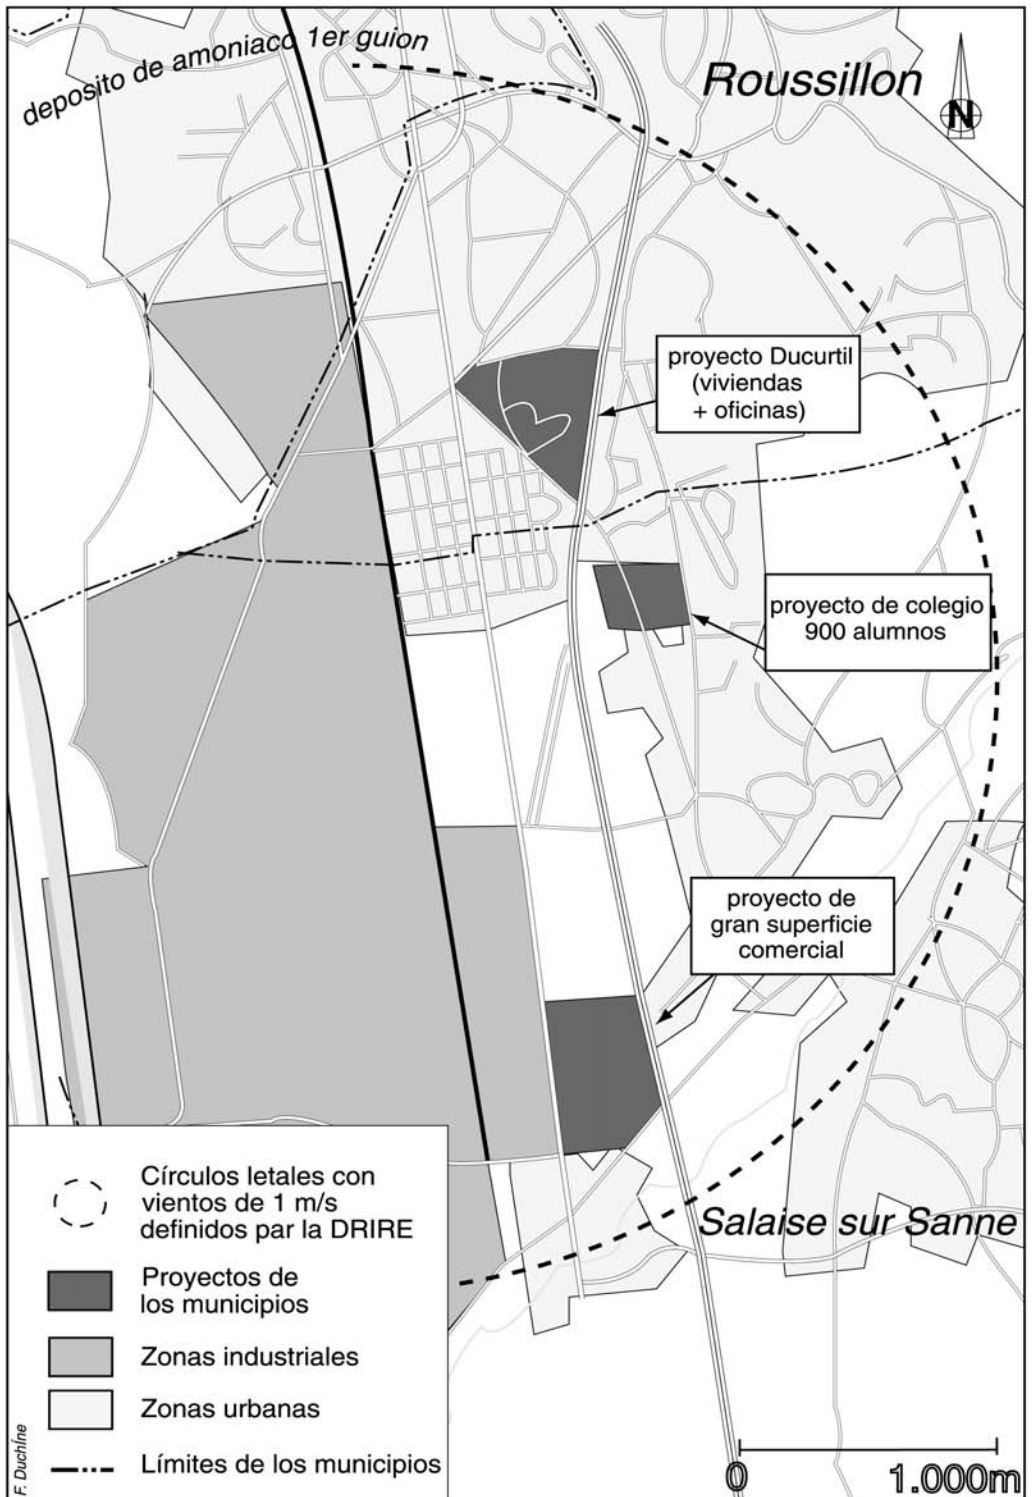 deposito de amoniaco 1er guion
Roussillon
N
proyecto Ducurtil
(viviendas
+ oficinas)
proyecto de colegio
900 alumnos
proyecto de
gran superficie
comercial
Salaise sur Sanne
Círculos letales con
vientos de 1 m/s
definidos par la DRIRE
Proyectos de
los municipios
Zonas industriales
Zonas urbanas
Límites de los municipios
F. Duchîne
0
1.000m